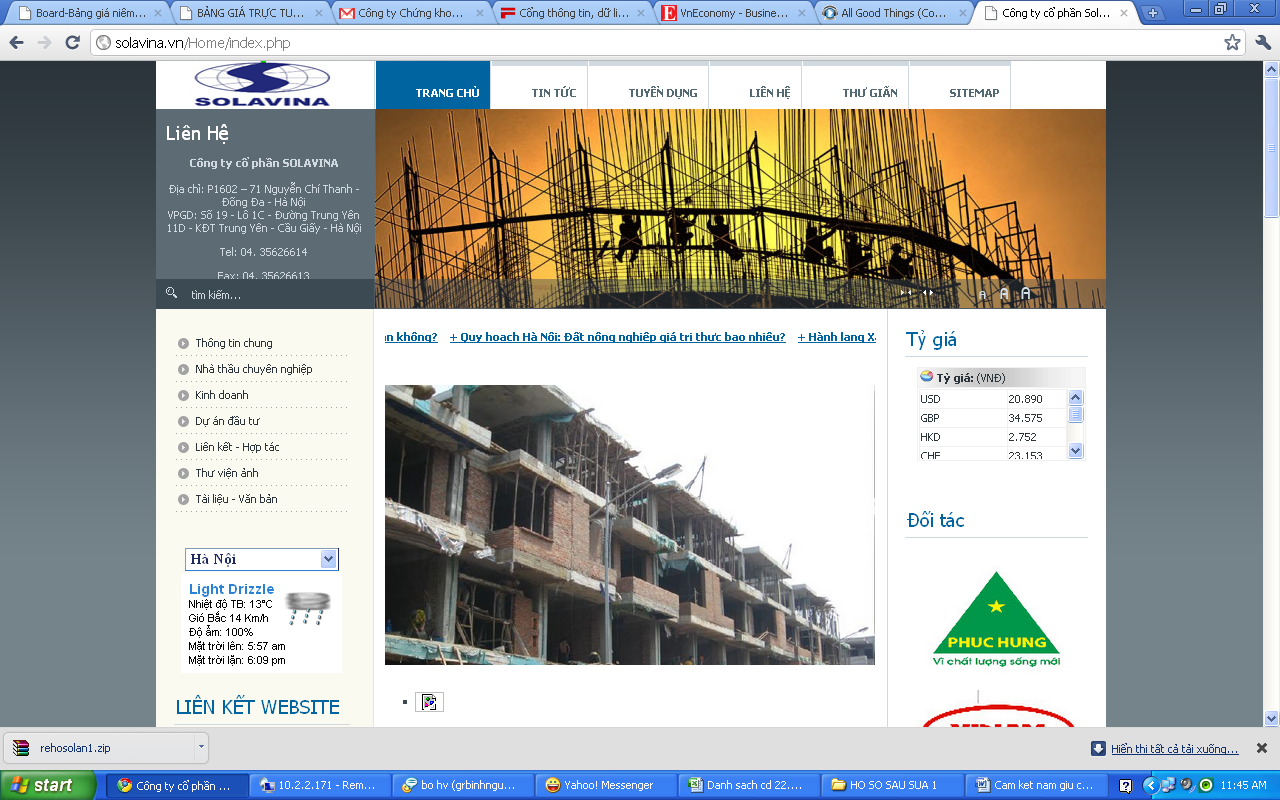 Board-Bảng giá niêm...
BẢNG GIÁ TRỰC TU...
Công ty Chứng kho...
Cổng thông tin, dữ li...
VnEconomy - Busine...
All Good Things (Co...
Công ty cổ phần Sol...
solavina.vn/Home/index.php
SOLAVINA
TRANG CHỦ
TIN TỨC
TUYỂN DỤNG
LIÊN HỆ
THƯ GIÃN
SITEMAP
Liên Hệ
Công ty cổ phần SOLAVINA
Địa chỉ: P1602 – 71 Nguyễn Chí Thanh -
Đống Đa - Hà Nội
VPGD: Số 19 - Lô 1C - Đường Trung Yên
11D - KĐT Trung Yên - Cầu Giấy - Hà Nội
Tel: 04. 35626614
Fax: 04. 35626613
tìm kiếm...
a A A
Thông tin chung
Nhà thầu chuyên nghiệp
Kinh doanh
Dự án đầu tư
Liên kết - Hợp tác
Thư viện ảnh
Tài liệu - Văn bản
Hà Nội
Light Drizzle
Nhiệt độ TB: 13°C
Gió Bắc 14 Km/h
Độ ẩm: 100%
Mặt trời lên: 5:57 am
Mặt trời lặn: 6:09 pm
LIÊN KẾT WEBSITE
n không? + Quy hoạch Hà Nội: Đất nông nghiệp giá trị thực bao nhiêu? + Hành lang X
Tỷ giá
Tỷ giá: (VNĐ)
USD 20.890
GBP 34.575
HKD 2.752
CHF 23.153
Đối tác
PHUC HUNG
Vì chất lượng sống mới
rehosolan1.zip
Hiển thị tất cả tải xuống...
start
Công ty cổ phần ...
10.2.2.171 - Rem...
bo hv (grbinhngu...
Yahoo! Messenger
Danh sach cd 22....
HO SO SAU SUA 1
Cam ket nam giu c...
11:45 AM